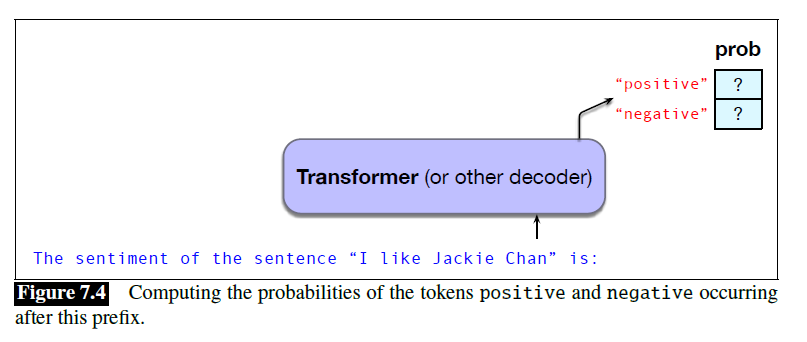 prob
“positive” ?
“negative” ?
Transformer (or other decoder)
The sentiment of the sentence “I like Jackie Chan” is:
Figure 7.4 Computing the probabilities of the tokens positive and negative occurring
after this prefix.